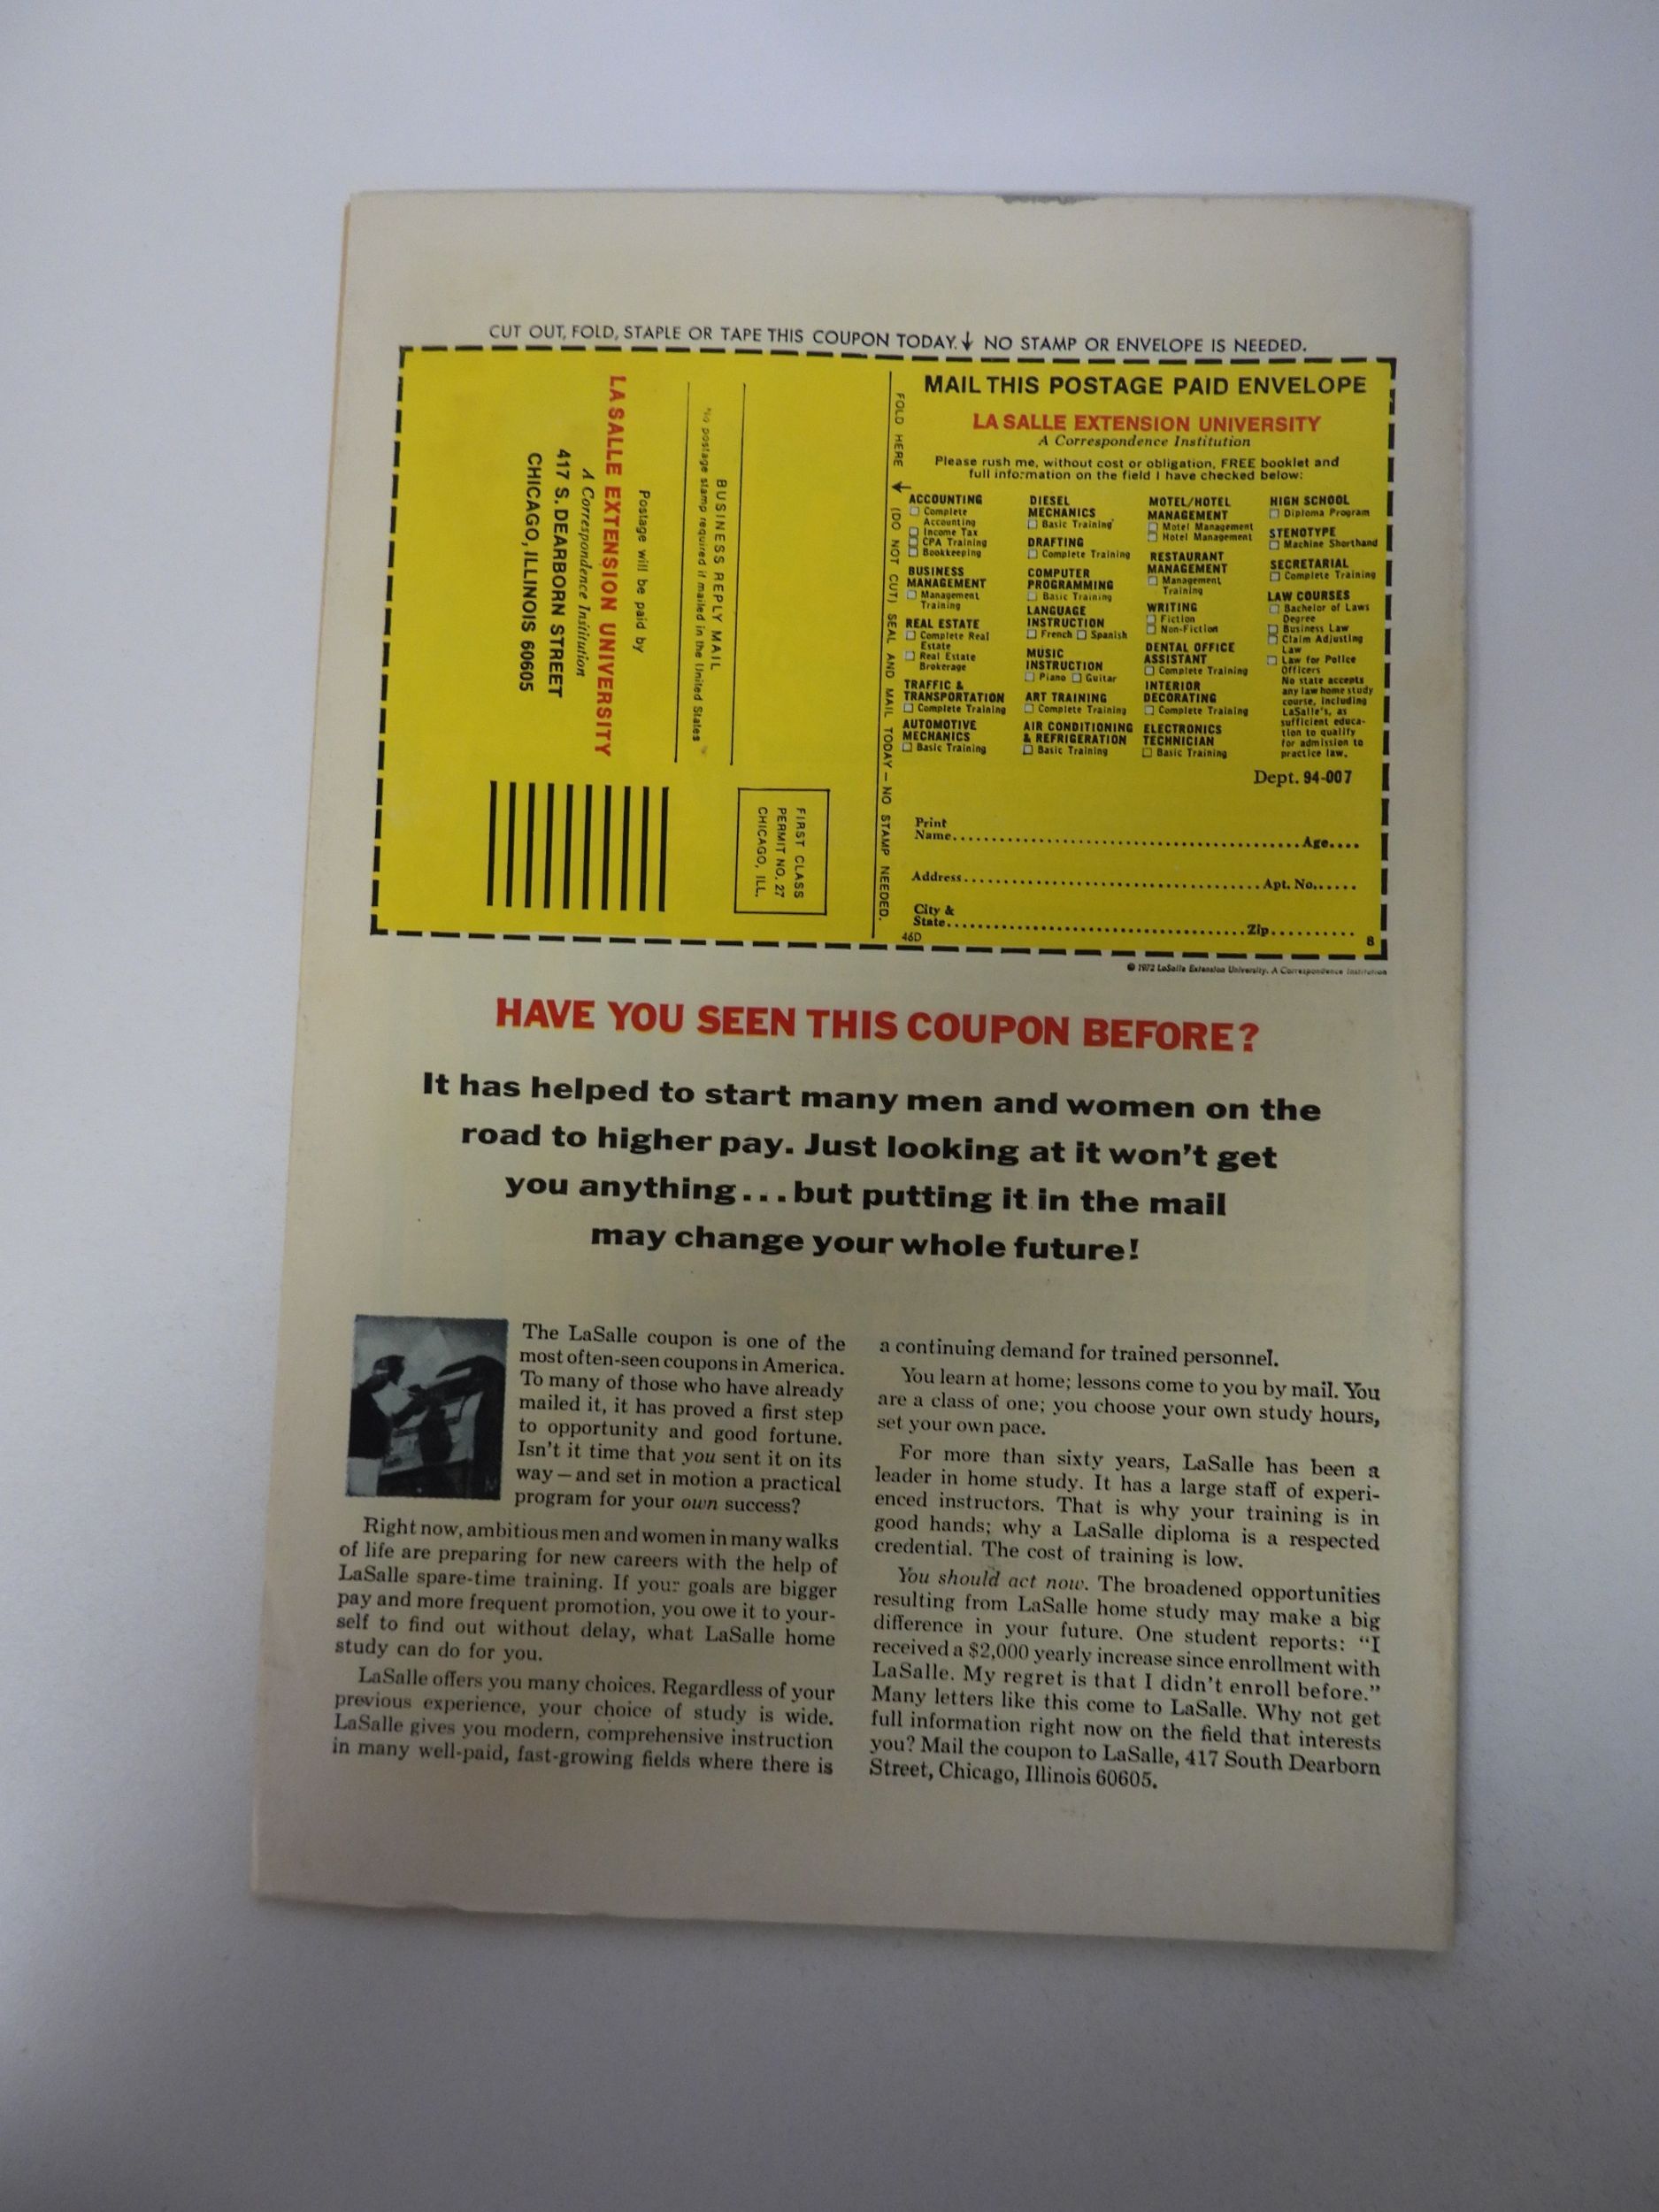 CUT OUT, FOLD, STAPLE OR TAPE THIS COUPON TODAY.↓ NO STAMP OR ENVELOPE IS NEEDED.
LA SALLE EXTENSION UNIVERSITY
A Correspondence Institution
417 S. DEARBORN STREET
CHICAGO, ILLINOIS 60605
Postage will be paid by
BUSINESS REPLY MAIL
No postage stamp required if mailed in the United States
FIRST CLASS
PERMIT NO. 27
CHICAGO, ILL.
FOLD HERE ← (DO NOT CUT) SEAL AND MAIL TODAY — NO STAMP NEEDED.
MAIL THIS POSTAGE PAID ENVELOPE
LA SALLE EXTENSION UNIVERSITY
A Correspondence Institution
Please rush me, without cost or obligation, FREE booklet and
full information on the field I have checked below:
ACCOUNTING
□ Complete
Accounting
□ Income Tax
□ CPA Training
□ Bookkeeping
BUSINESS
MANAGEMENT
□ Management
Training
REAL ESTATE
□ Complete Real
Estate
□ Real Estate
Brokerage
TRAFFIC &
TRANSPORTATION
□ Complete Training
AUTOMOTIVE
MECHANICS
□ Basic Training
DIESEL
MECHANICS
□ Basic Training
DRAFTING
□ Complete Training
COMPUTER
PROGRAMMING
□ Basic Training
LANGUAGE
INSTRUCTION
□ French □ Spanish
MUSIC
INSTRUCTION
□ Piano □ Guitar
ART TRAINING
□ Complete Training
AIR CONDITIONING
& REFRIGERATION
□ Basic Training
MOTEL/HOTEL
MANAGEMENT
□ Motel Management
□ Hotel Management
RESTAURANT
MANAGEMENT
□ Management
Training
WRITING
□ Fiction
□ Non-Fiction
DENTAL OFFICE
ASSISTANT
□ Complete Training
INTERIOR
DECORATING
□ Complete Training
ELECTRONICS
TECHNICIAN
□ Basic Training
HIGH SCHOOL
□ Diploma Program
STENOTYPE
□ Machine Shorthand
SECRETARIAL
□ Complete Training
LAW COURSES
□ Bachelor of Laws
Degree
□ Business Law
□ Claim Adjusting
Law
□ Law for Police
Officers
No state accepts
any law home study
course, including
LaSalle's, as
sufficient educa-
tion to qualify
for admission to
practice law.
Dept. 94-007
Print
Name.......... Age....
Address.......... Apt. No......
City &
State.......... Zip..........
46D 8
© 1972 LaSalle Extension University. A Correspondence Institution
HAVE YOU SEEN THIS COUPON BEFORE?
It has helped to start many men and women on the
road to higher pay. Just looking at it won't get
you anything...but putting it in the mail
may change your whole future!
The LaSalle coupon is one of the
most often-seen coupons in America.
To many of those who have already
mailed it, it has proved a first step
to opportunity and good fortune.
Isn't it time that you sent it on its
way—and set in motion a practical
program for your own success?
Right now, ambitious men and women in many walks
of life are preparing for new careers with the help of
LaSalle spare-time training. If your goals are bigger
pay and more frequent promotion, you owe it to your-
self to find out without delay, what LaSalle home
study can do for you.
LaSalle offers you many choices. Regardless of your
previous experience, your choice of study is wide.
LaSalle gives you modern, comprehensive instruction
in many well-paid, fast-growing fields where there is
a continuing demand for trained personnel.
You learn at home; lessons come to you by mail. You
are a class of one; you choose your own study hours,
set your own pace.
For more than sixty years, LaSalle has been a
leader in home study. It has a large staff of experi-
enced instructors. That is why your training is in
good hands; why a LaSalle diploma is a respected
credential. The cost of training is low.
You should act now. The broadened opportunities
resulting from LaSalle home study may make a big
difference in your future. One student reports: "I
received a $2,000 yearly increase since enrollment with
LaSalle. My regret is that I didn't enroll before."
Many letters like this come to LaSalle. Why not get
full information right now on the field that interests
you? Mail the coupon to LaSalle, 417 South Dearborn
Street, Chicago, Illinois 60605.